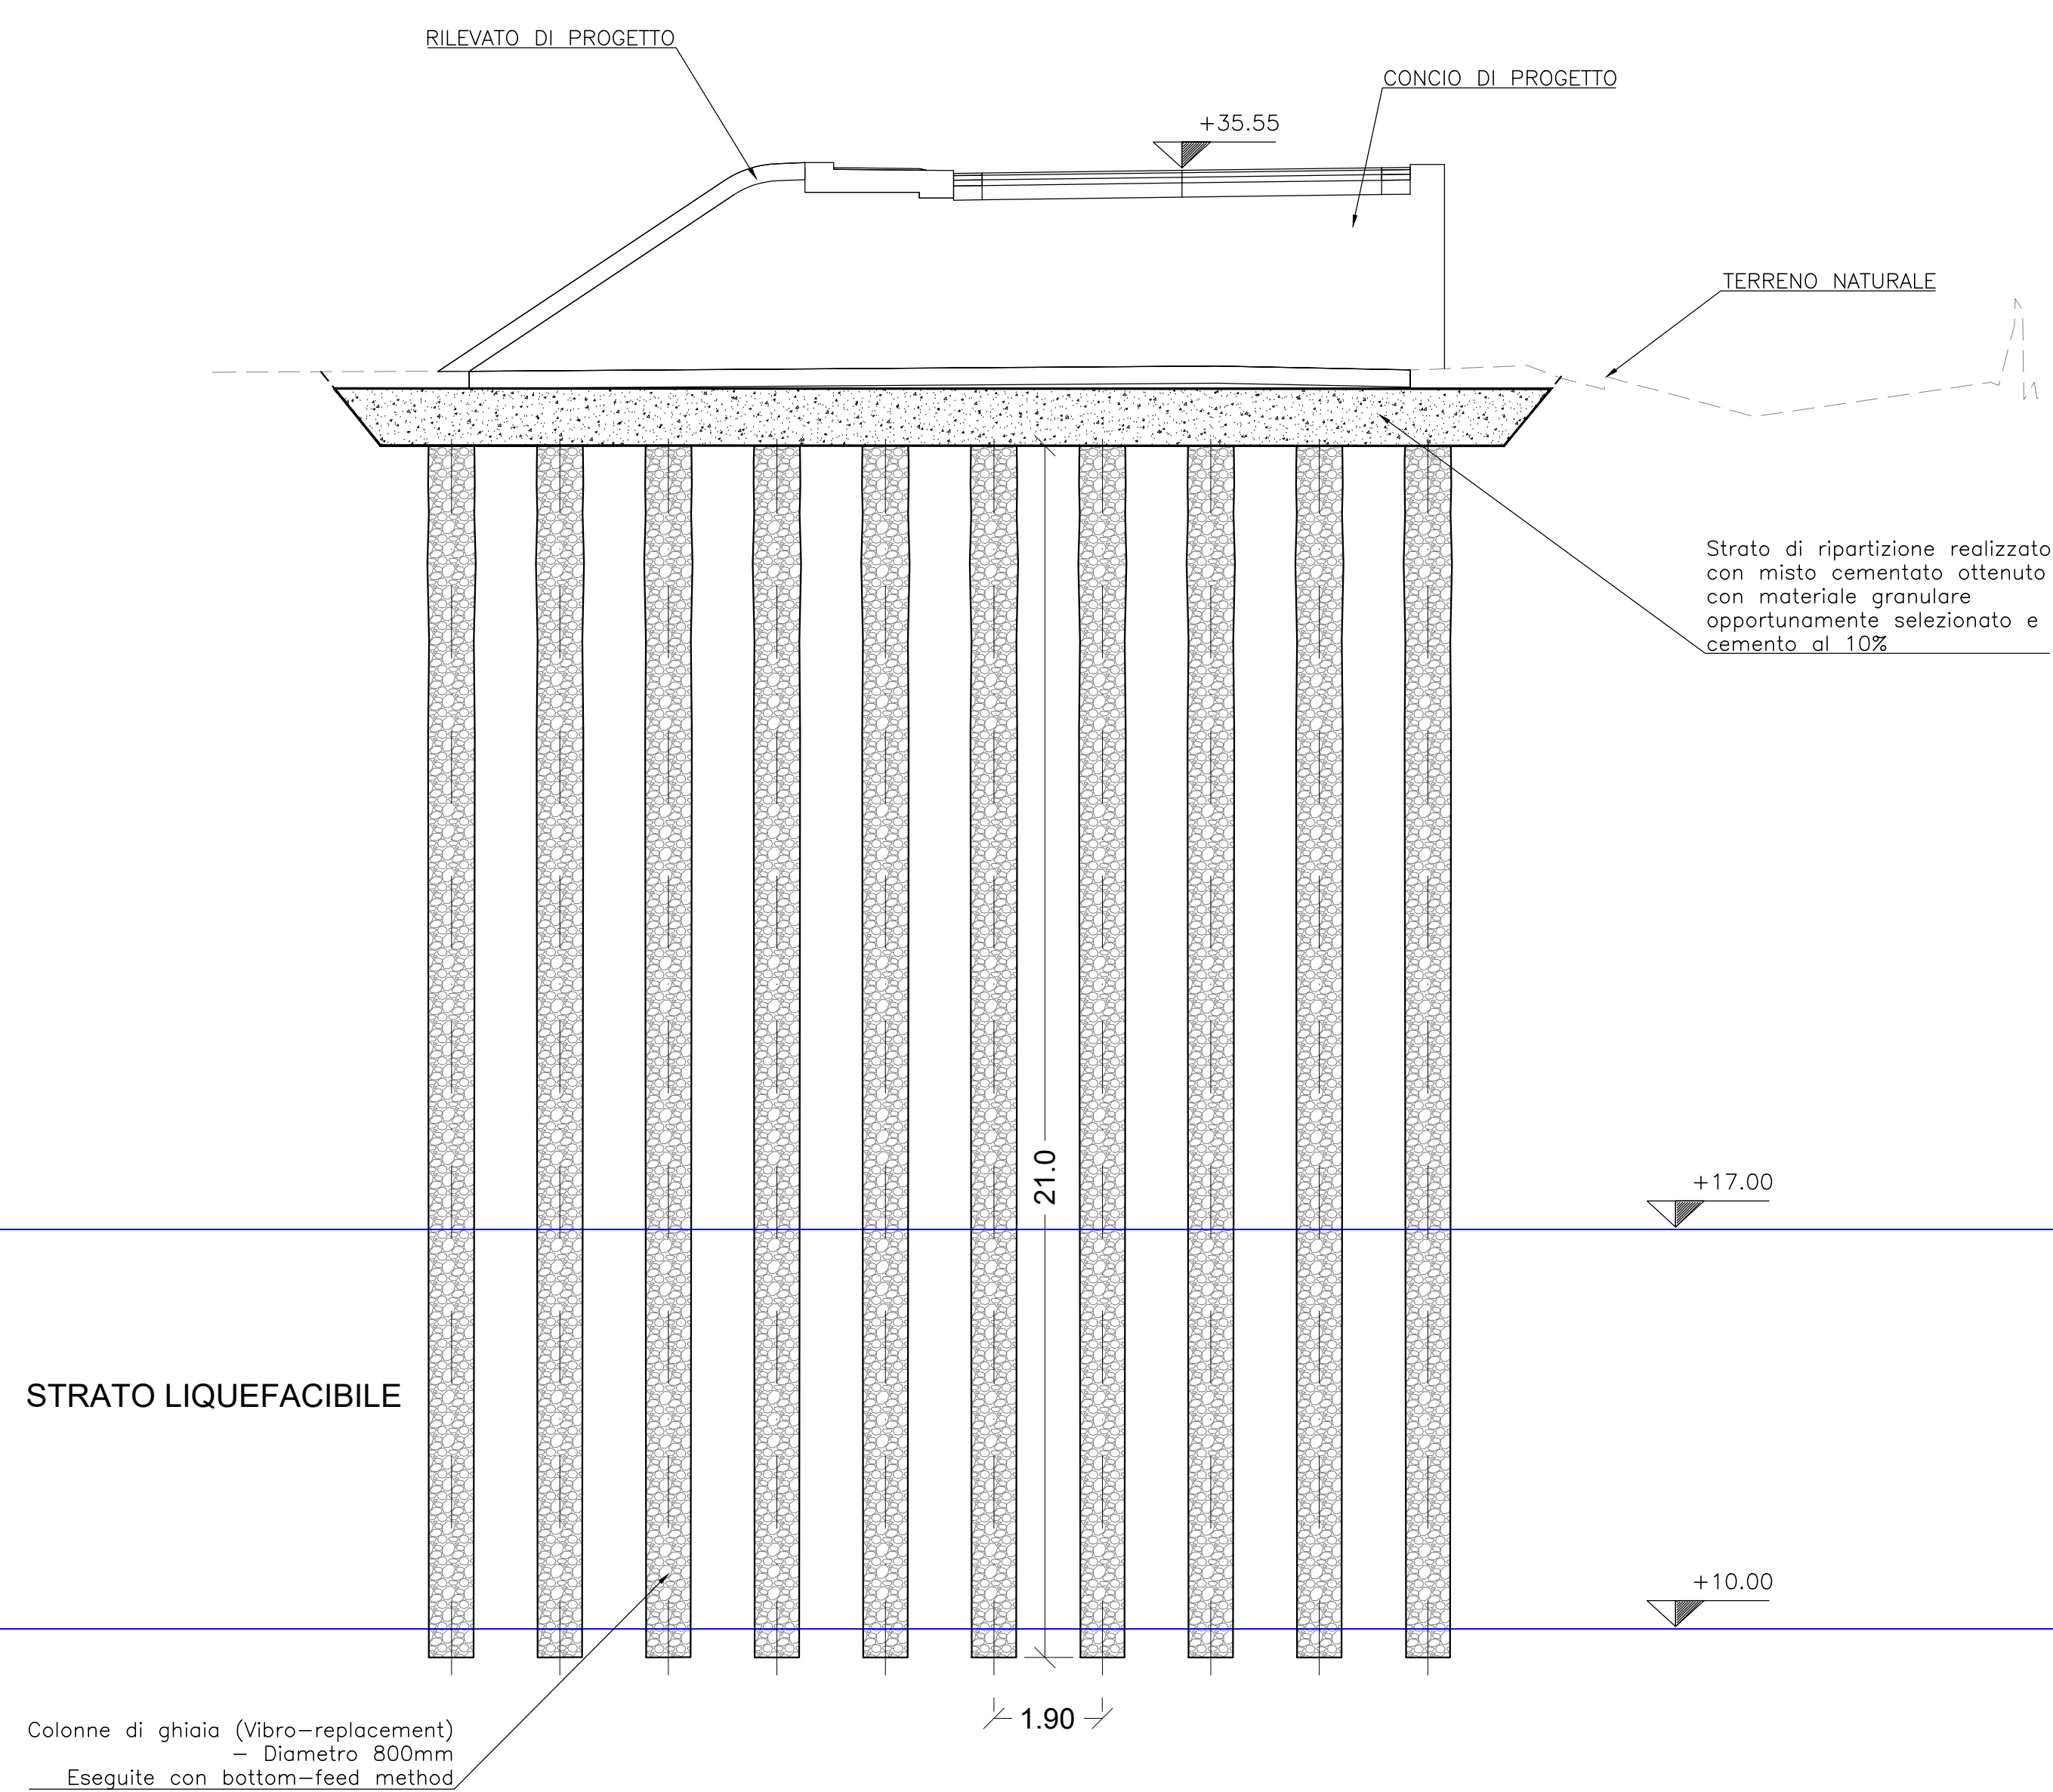 RILEVATO DI PROGETTO
CONCIO DI PROGETTO
+35.55
TERRENO NATURALE
Strato di ripartizione realizzato
con misto cementato ottenuto
con materiale granulare
opportunamente selezionato e
cemento al 10%
21.0
+17.00
STRATO LIQUEFACIBILE
+10.00
1.90
Colonne di ghiaia (Vibro-replacement)
- Diametro 800mm
Eseguite con bottom-feed method